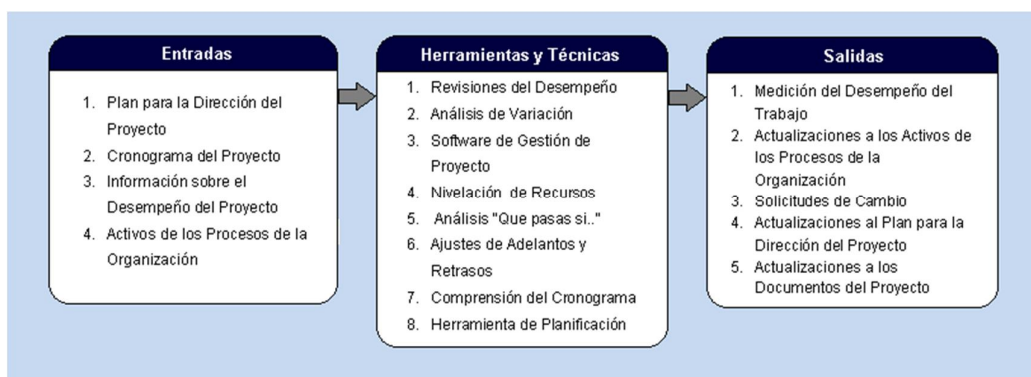 Entradas
1. Plan para la Dirección del
Proyecto
2. Cronograma del Proyecto
3. Información sobre el
Desempeño del Proyecto
4. Activos de los Procesos de la
Organización
Herramientas y Técnicas
1. Revisiones del Desempeño
2. Análisis de Variación
3. Software de Gestión de
Proyecto
4. Nivelación de Recursos
5. Análisis "Que pasas si.."
6. Ajustes de Adelantos y
Retrasos
7. Comprensión del Cronograma
8. Herramienta de Planificación
Salidas
1. Medición del Desempeño del
Trabajo
2. Actualizaciones a los Activos de
los Procesos de la
Organización
3. Solicitudes de Cambio
4. Actualizaciones al Plan para la
Dirección del Proyecto
5. Actualizaciones a los
Documentos del Proyecto